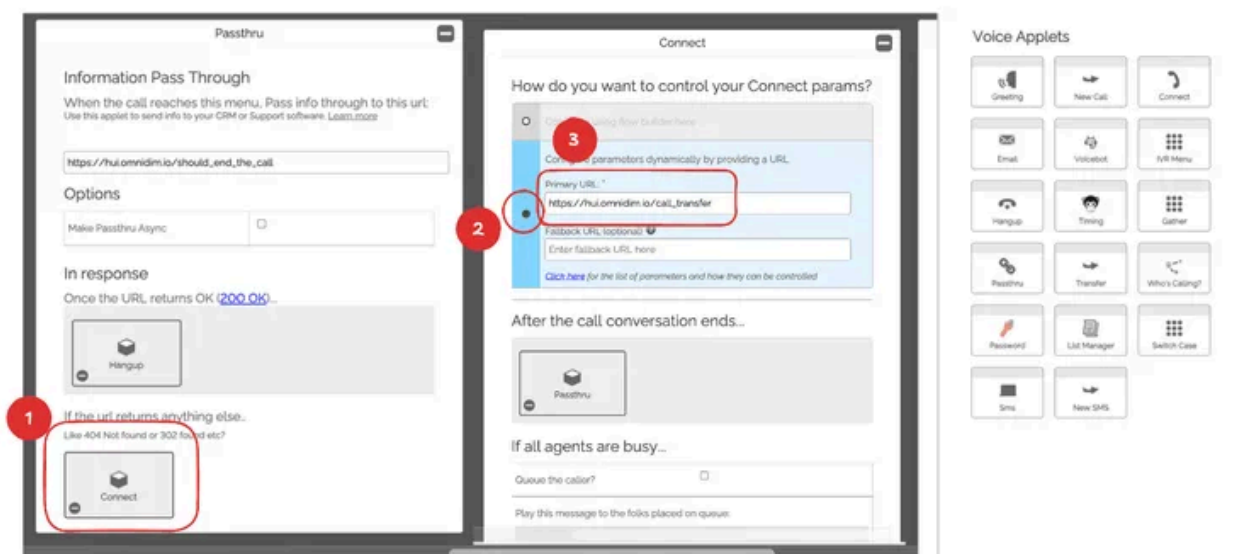 Passthru
Information Pass Through
When the call reaches this menu, Pass info through to this url:
Use this applet to send info to your CRM or Support software. Learn more
https://hui.omnidim.io/should_end_the_call
Options
Make Passthru Async
In response
Once the URL returns OK (200 OK)...
Hangup
1
If the url returns anything else..
Like 404 Not found or 302 found etc?
Connect
Connect
How do you want to control your Connect params?
using flow builder here
3
parameters dynamically by providing a URL
Primary URL: *
https://hui.omnidim.io/call_transfer
2
Fallback URL (optional)
Enter fallback URL here
Click here for the list of parameters and how they can be controlled
After the call conversation ends...
Passthru
If all agents are busy...
Queue the caller?
Play this message to the folks placed on queue:
Voice Applets
Greeting
New Call
Connect
Email
Voicebot
IVR Menu
Hangup
Timing
Gather
Passthru
Transfer
Who's Calling?
Password
List Manager
Switch Case
Sms
New SMS